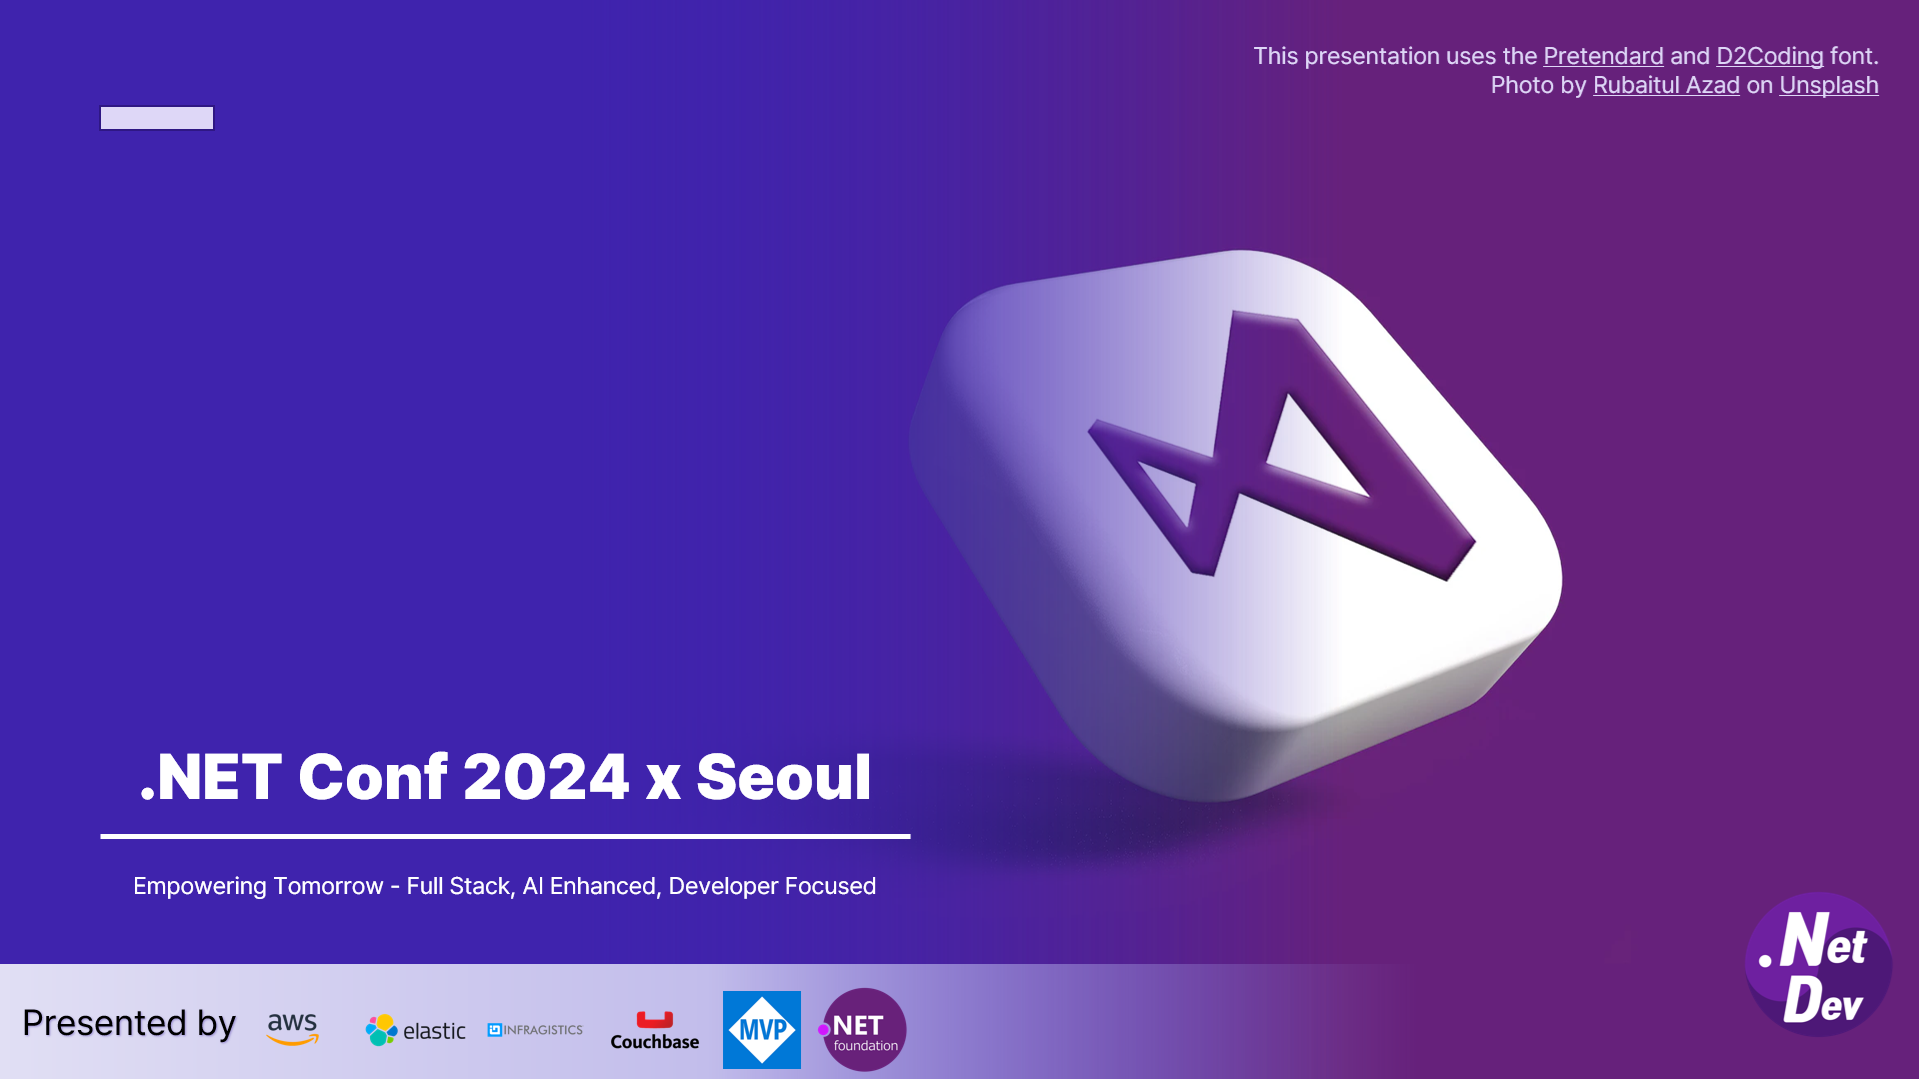 This presentation uses the Pretendard and D2Coding font.
Photo by Rubaitul Azad on Unsplash
.NET Conf 2024 x Seoul
Empowering Tomorrow - Full Stack, AI Enhanced, Developer Focused
Presented by
aws
elastic
INFRAGISTICS
Couchbase
MVP
.NET
foundation
.Net
Dev